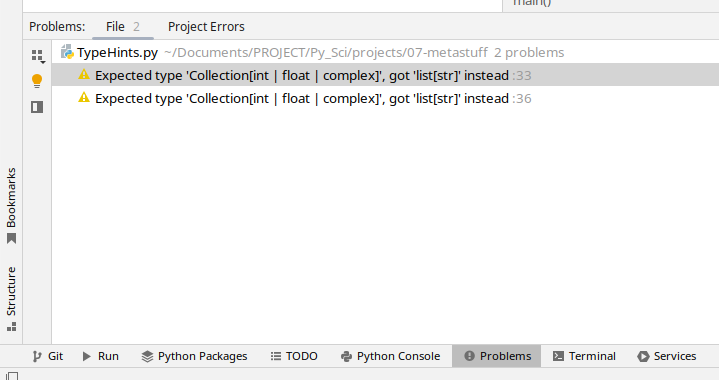 main()
Problems: File 2 Project Errors
TypeHints.py ~/Documents/PROJECT/Py_Sci/projects/07-metastuff 2 problems
Expected type 'Collection[int | float | complex]', got 'list[str]' instead :33
Expected type 'Collection[int | float | complex]', got 'list[str]' instead :36
Bookmarks
Structure
Git Run Python Packages TODO Python Console Problems Terminal Services